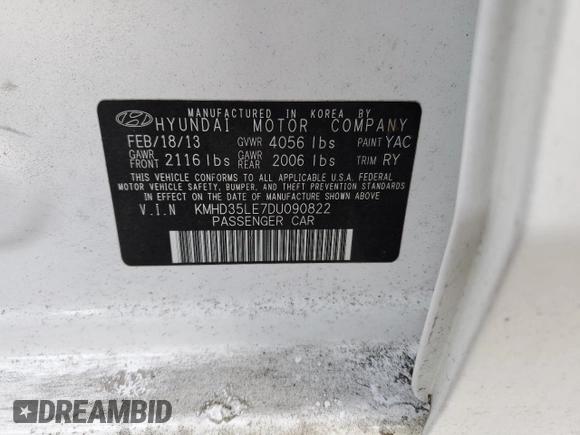 MANUFACTURED IN KOREA BY
HYUNDAI MOTOR COMPANY
FEB/18/13 GVWR 4056 lbs PAINT YAC
GAWR FRONT 2116 lbs GAWR REAR 2006 lbs TRIM RY
THIS VEHICLE CONFORMS TO ALL APPLICABLE U.S.A. FEDERAL
MOTOR VEHICLE SAFETY, BUMPER, AND THEFT PREVENTION
STANDARDS IN EFFECT ON THE DATE OF MANUFACTURE SHOWN ABOVE
V.I.N KMHD35LE7DU090822
PASSENGER CAR
DREAMBID